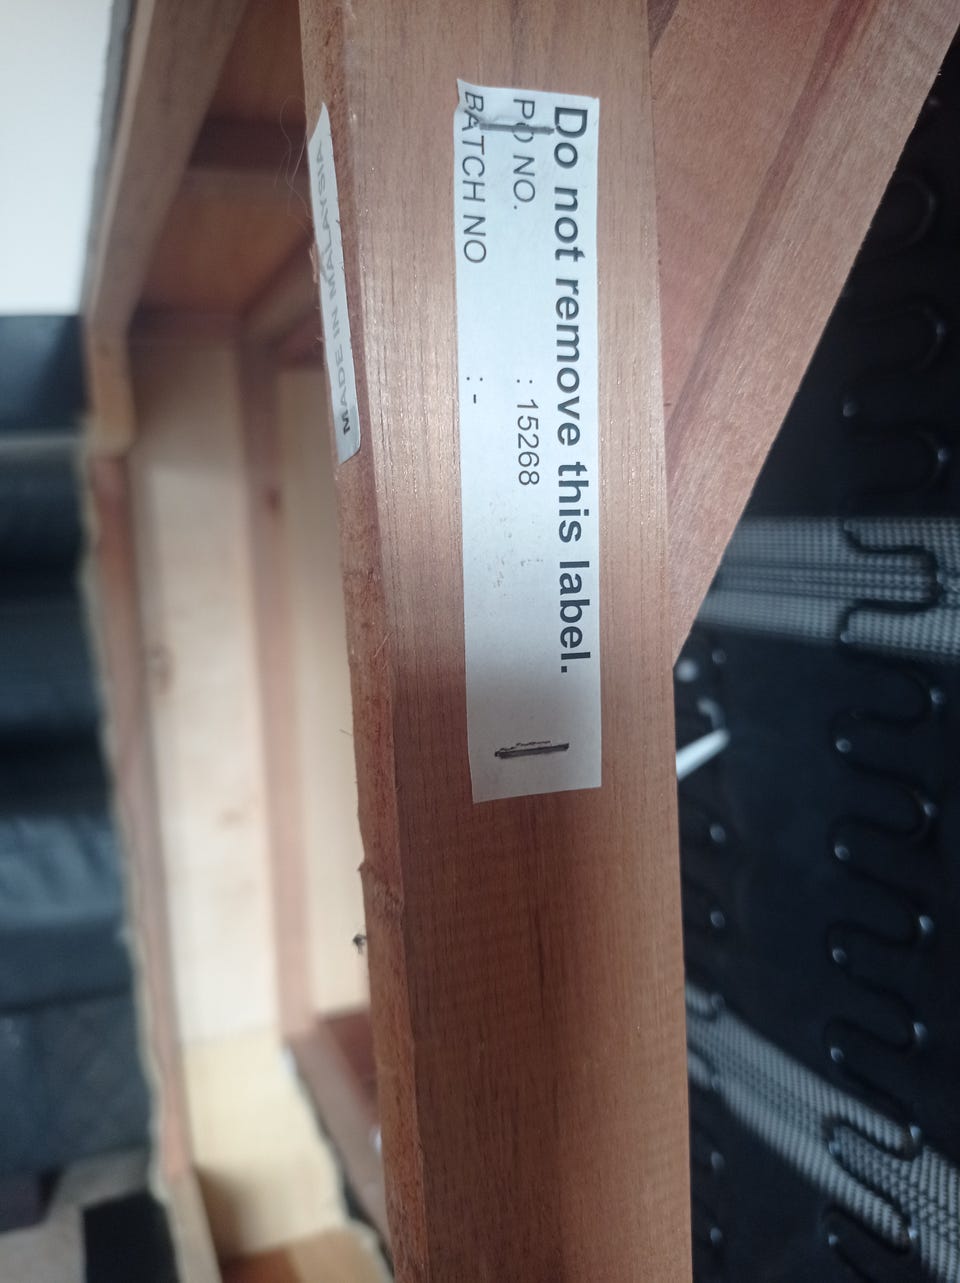 Do not remove this label.
PO NO. : 15268
BATCH NO : -
MADE IN MALAYSIA